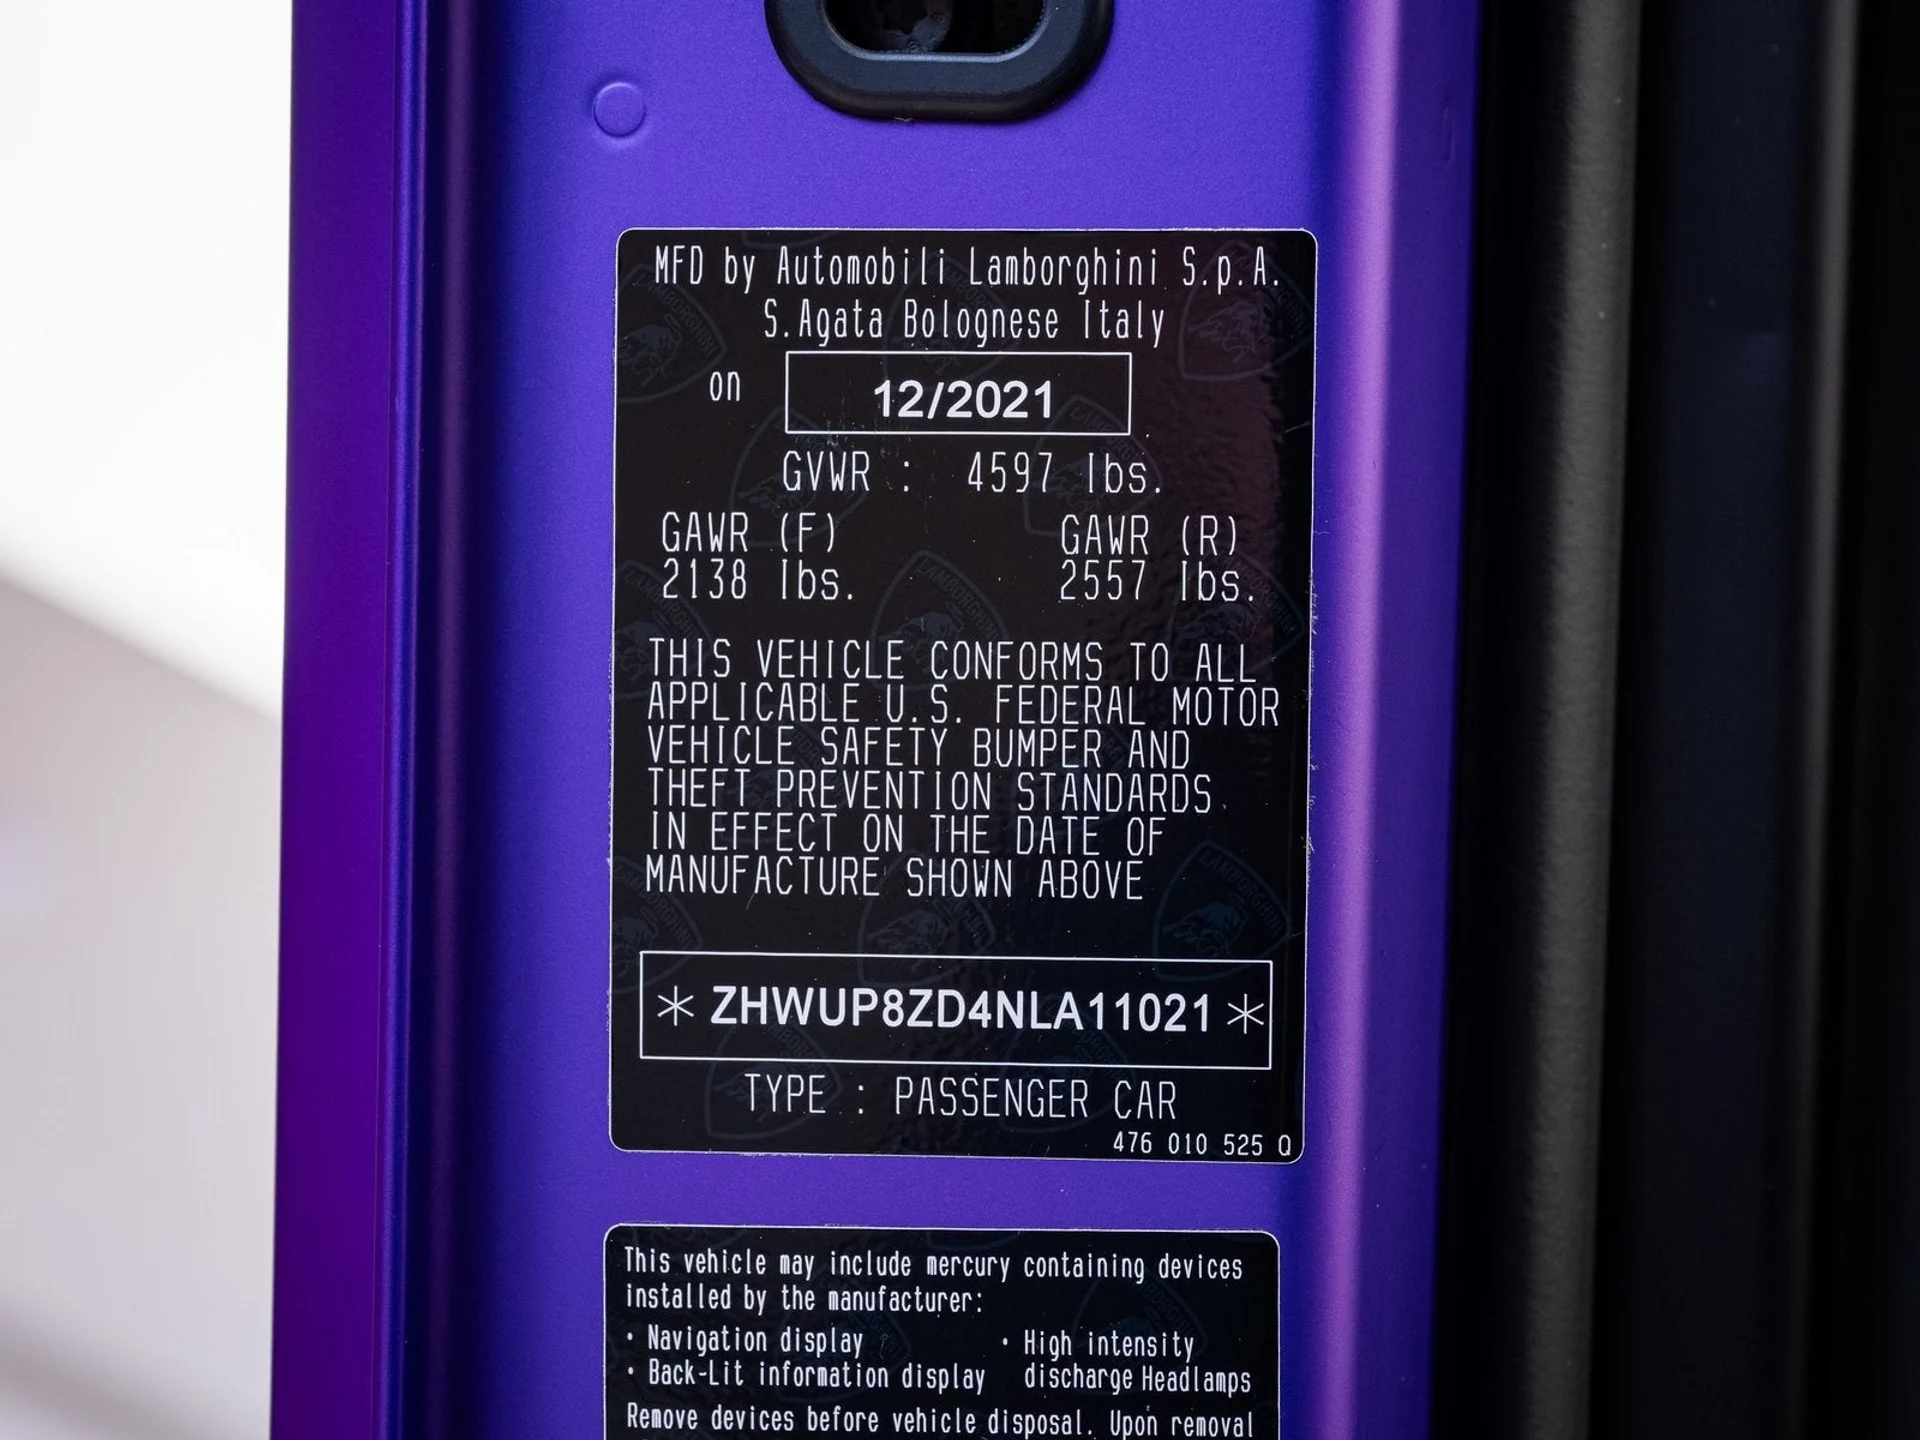 MFD by Automobili Lamborghini S.p.A.
S.Agata Bolognese Italy
on 12/2021
GVWR : 4597 lbs.
GAWR (F) GAWR (R)
2138 lbs. 2557 lbs.
THIS VEHICLE CONFORMS TO ALL
APPLICABLE U.S. FEDERAL MOTOR
VEHICLE SAFETY BUMPER AND
THEFT PREVENTION STANDARDS
IN EFFECT ON THE DATE OF
MANUFACTURE SHOWN ABOVE
* ZHWUP8ZD4NLA11021 *
TYPE : PASSENGER CAR
476 010 525 Q
This vehicle may include mercury containing devices
installed by the manufacturer:
• Navigation display • High intensity
• Back-Lit information display discharge Headlamps
Remove devices before vehicle disposal. Upon removal